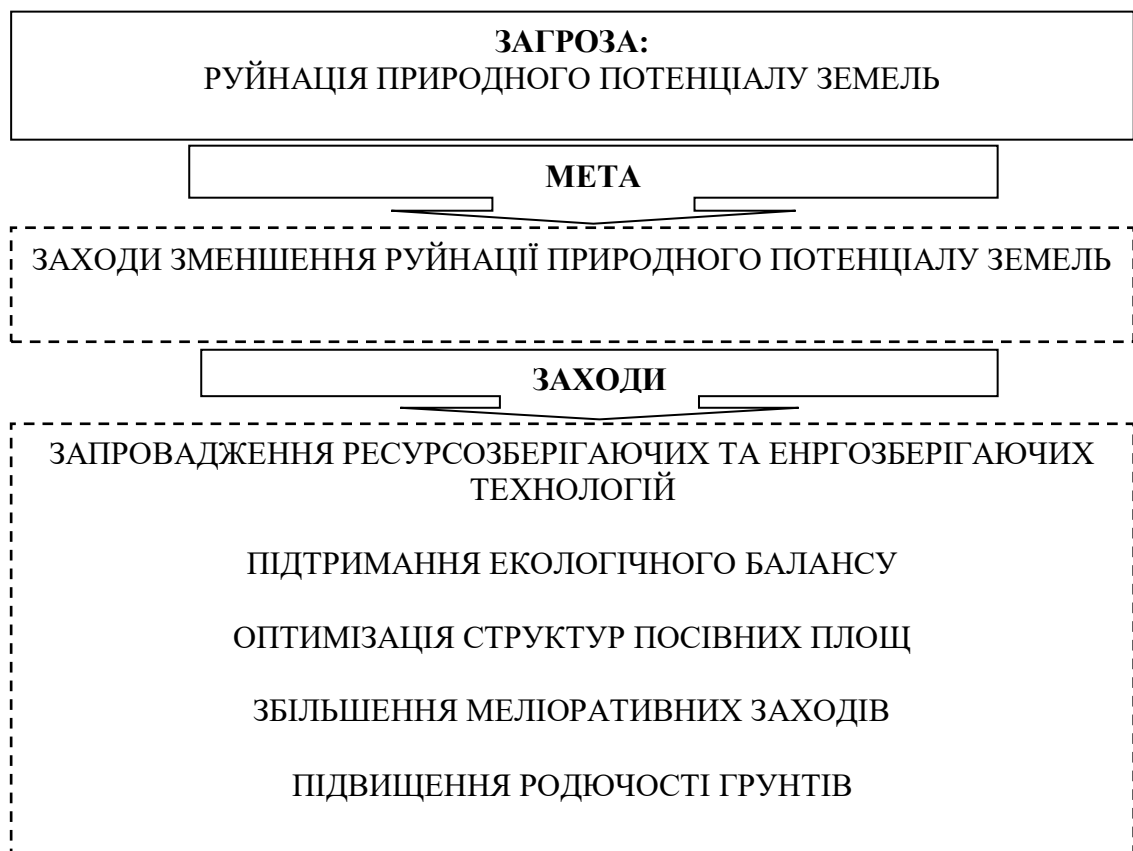 ЗАГРОЗА:
РУЙНАЦІЯ ПРИРОДНОГО ПОТЕНЦІАЛУ ЗЕМЕЛЬ
МЕТА
ЗАХОДИ ЗМЕНШЕННЯ РУЙНАЦІЇ ПРИРОДНОГО ПОТЕНЦІАЛУ ЗЕМЕЛЬ
ЗАХОДИ
ЗАПРОВАДЖЕННЯ РЕСУРСОЗБЕРІГАЮЧИХ ТА ЕНРГОЗБЕРІГАЮЧИХ
ТЕХНОЛОГІЙ
ПІДТРИМАННЯ ЕКОЛОГІЧНОГО БАЛАНСУ
ОПТИМІЗАЦІЯ СТРУКТУР ПОСІВНИХ ПЛОЩ
ЗБІЛЬШЕННЯ МЕЛІОРАТИВНИХ ЗАХОДІВ
ПІДВИЩЕННЯ РОДЮЧОСТІ ГРУНТІВ